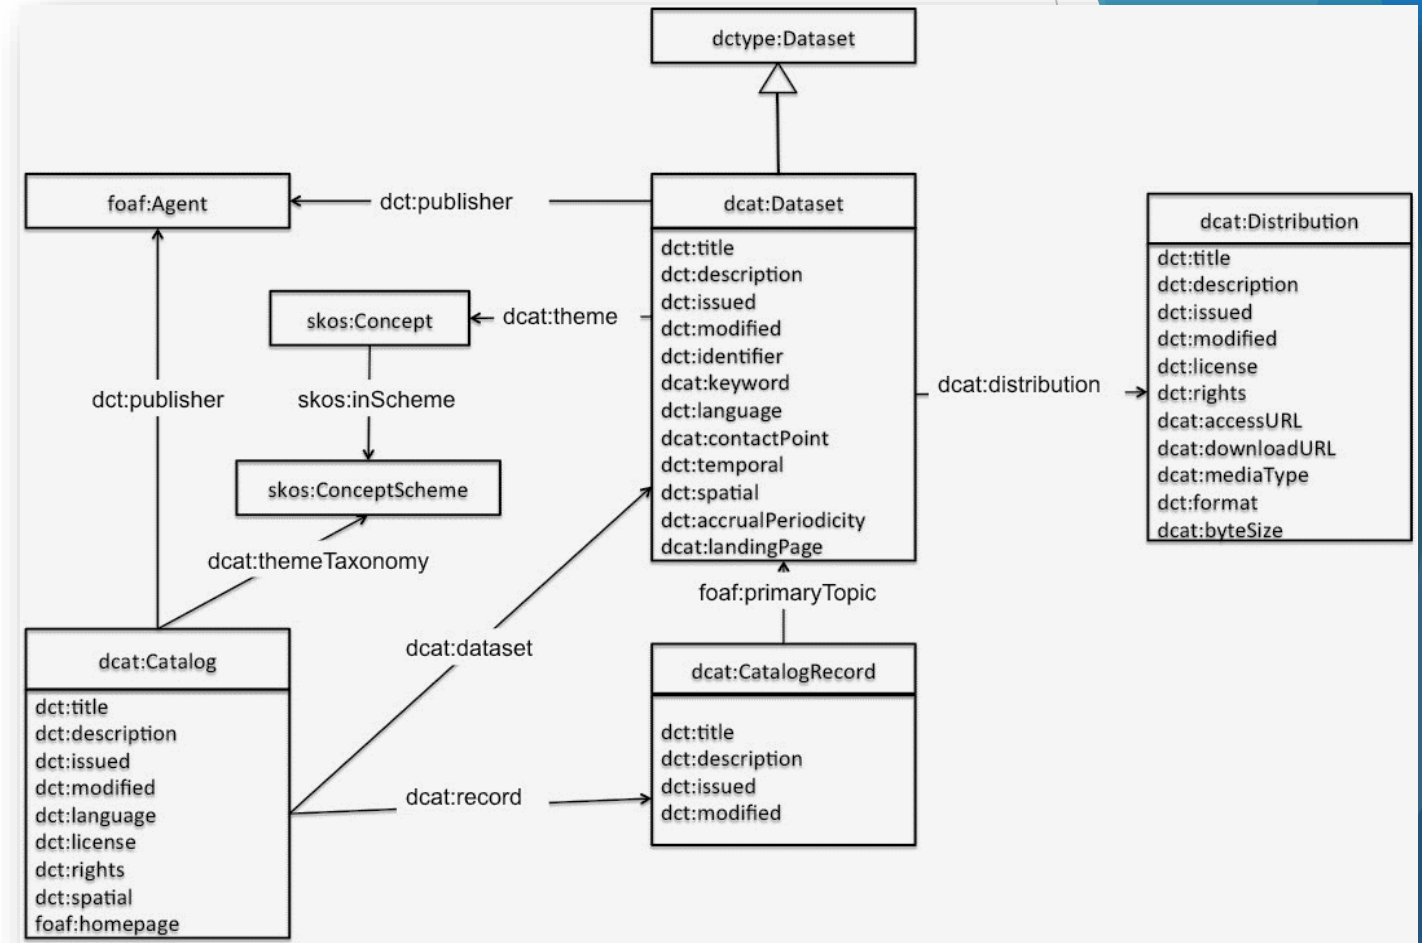 dctype:Dataset
foaf:Agent
dct:publisher
dcat:Dataset
dct:title
dct:description
dct:issued
dct:modified
dct:identifier
dcat:keyword
dct:language
dcat:contactPoint
dct:temporal
dct:spatial
dct:accrualPeriodicity
dcat:landingPage
dcat:distribution
dcat:Distribution
dct:title
dct:description
dct:issued
dct:modified
dct:license
dct:rights
dcat:accessURL
dcat:downloadURL
dcat:mediaType
dct:format
dcat:byteSize
skos:Concept
dcat:theme
dct:publisher
skos:inScheme
skos:ConceptScheme
dcat:themeTaxonomy
foaf:primaryTopic
dcat:dataset
dcat:Catalog
dct:title
dct:description
dct:issued
dct:modified
dct:language
dct:license
dct:rights
dct:spatial
foaf:homepage
dcat:record
dcat:CatalogRecord
dct:title
dct:description
dct:issued
dct:modified